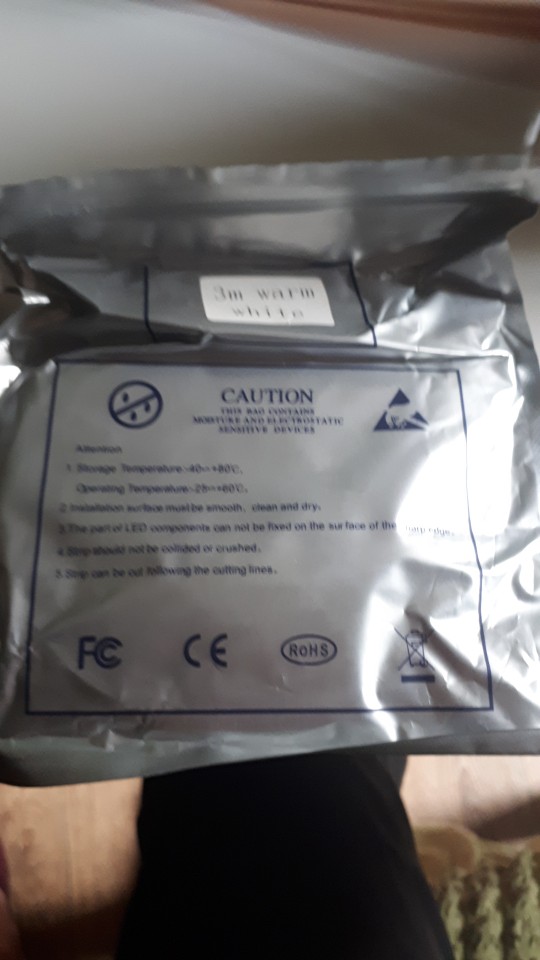 3m warm
white
CAUTION
THIS BAG CONTAINS
MOISTURE AND ELECTROSTATIC
SENSITIVE DEVICES
Attention
1. Storage Temperature:-40~+80℃.
Operating Temperature:-25~+60℃.
2. Installation surface must be smooth, clean and dry.
3.The part of LED components can not be fixed on the surface of the sharp edges
4.Strip should not be collided or crushed.
5.Strip can be cut following the cutting lines.
FC CE RoHS